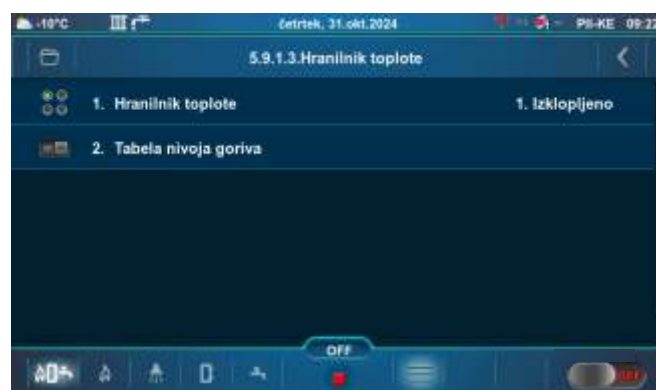 -10°C četrtek, 31.okt.2024 PII-KE 09:22
5.9.1.3.Hranilnik toplote
1. Hranilnik toplote 1. Izklopljeno
2. Tabela nivoja goriva
OFF
OFF